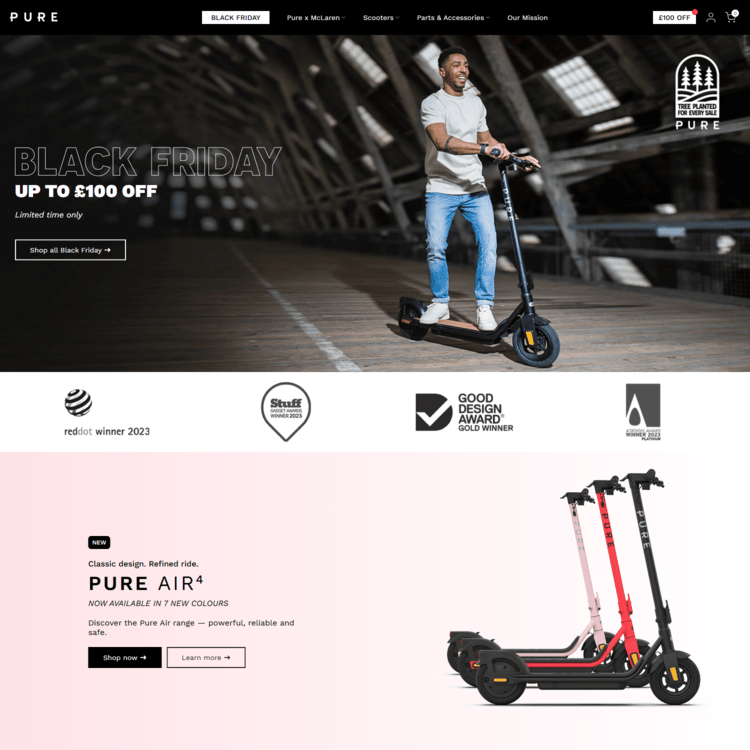 PURE
BLACK FRIDAY
Pure x McLaren
Scooters
Parts & Accessories
Our Mission
£100 OFF
0
TREE PLANTED
FOR EVERY SALE
PURE
BLACK FRIDAY
UP TO £100 OFF
Limited time only
Shop all Black Friday →
PURE
reddot winner 2023
Stuff
GADGET AWARDS
WINNER 2023
GOOD
DESIGN
AWARD®
GOLD WINNER
A'DESIGN AWARD
WINNER 2023
PLATINUM
NEW
Classic design. Refined ride.
PURE AIR⁴
NOW AVAILABLE IN 7 NEW COLOURS
Discover the Pure Air range — powerful, reliable and
safe.
Shop now →
Learn more →
PURE
PURE
PURE